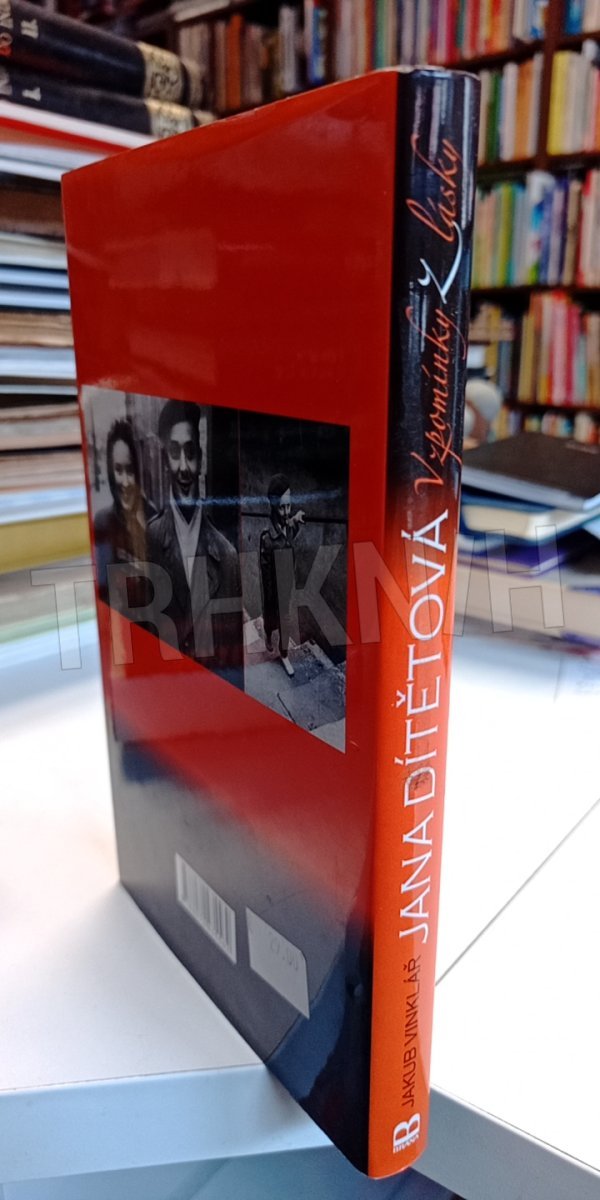 JAKUB VINKLÁŘ
JANA DÍTĚTOVÁ
Vzpomínky z lásky
B
TRHKNIH